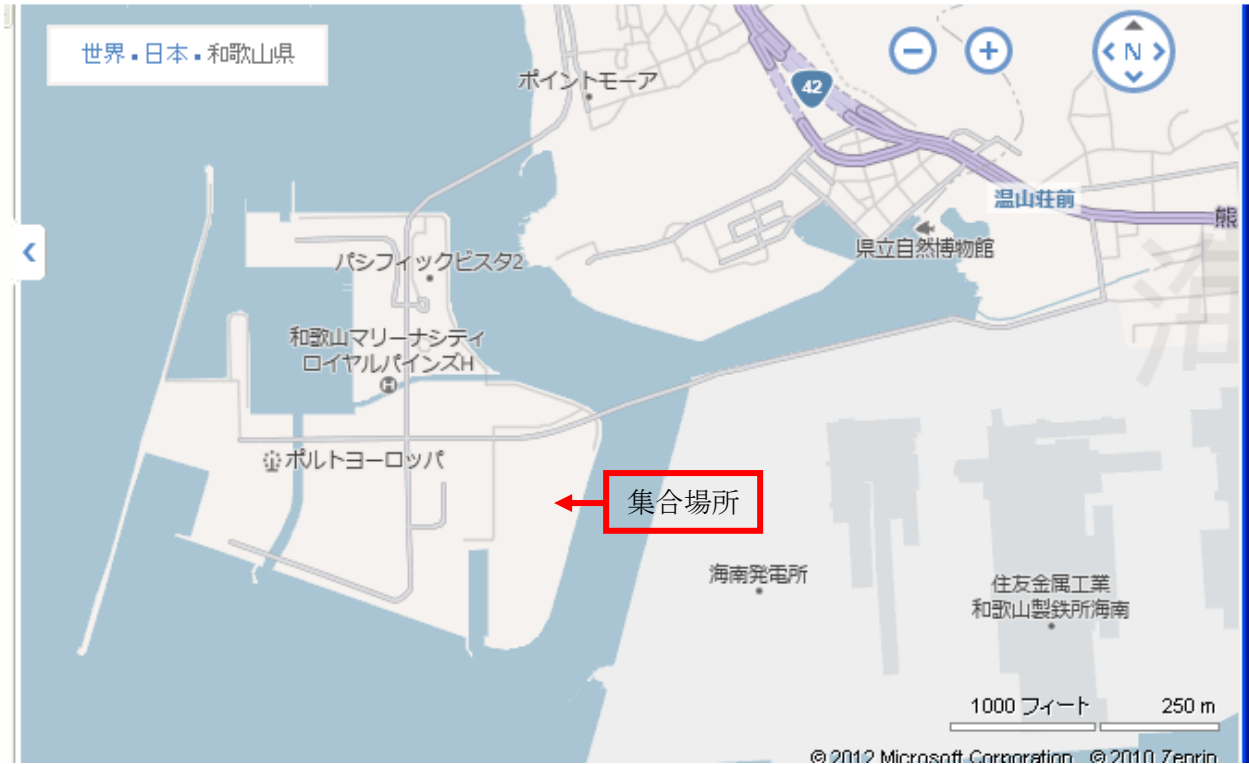 世界 ▪ 日本 ▪ 和歌山県
ポイントモーア
42
N
温山荘前
熊
県立自然博物館
海
パシフィックビスタ2
和歌山マリーナシティ
ロイヤルパインズH
H
ポルトヨーロッパ
集合場所
海南発電所
住友金属工業
和歌山製鉄所海南
1000 フィート
250 m
© 2012 Microsoft Corporation © 2010 Zenrin